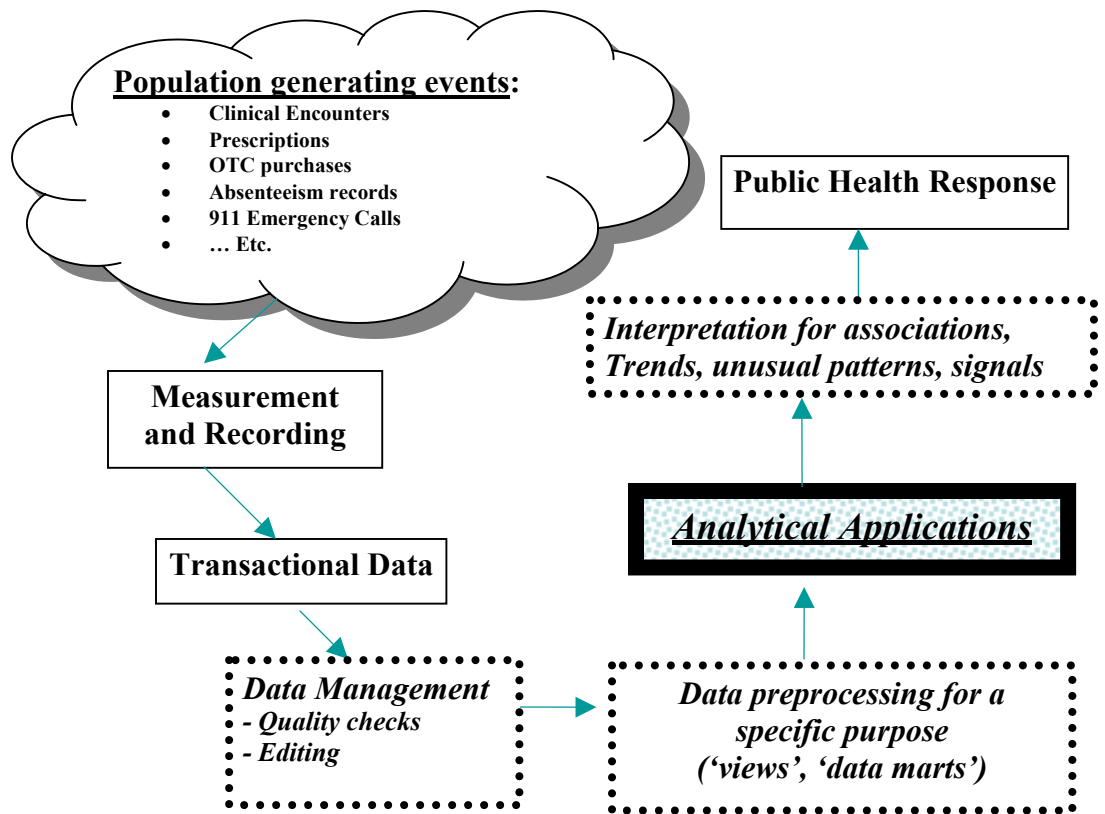 Population generating events:
• Clinical Encounters
• Prescriptions
• OTC purchases
• Absenteeism records
• 911 Emergency Calls
• … Etc.
Measurement
and Recording
Transactional Data
Data Management
- Quality checks
- Editing
Data preprocessing for a
specific purpose
(‘views’, ‘data marts’)
Analytical Applications
Interpretation for associations,
Trends, unusual patterns, signals
Public Health Response